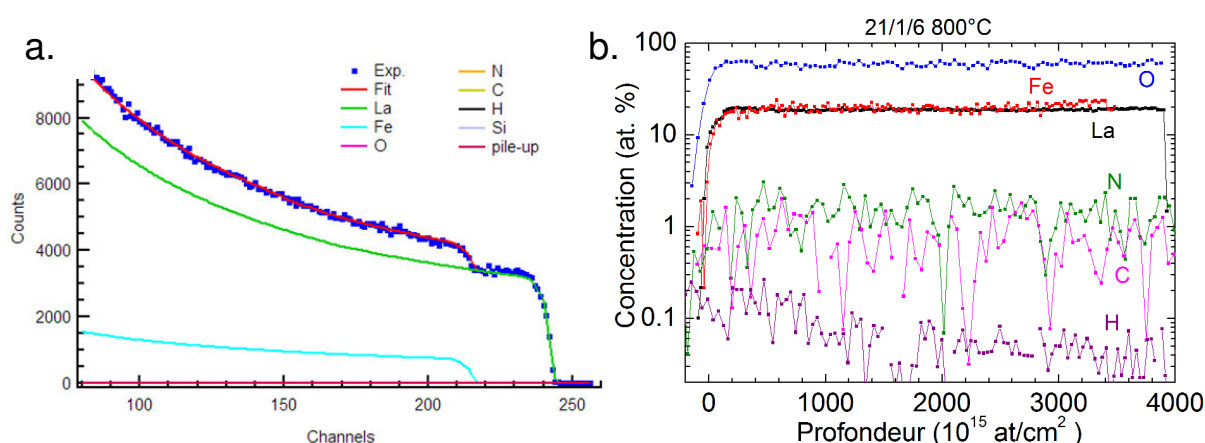 a.
Exp.
Fit
La
Fe
O
N
C
H
Si
pile-up
8000
6000
4000
2000
0
Counts
100
150
200
250
Channels
b.
21/1/6 800°C
100
10
1
0.1
Concentration (at. %)
O
Fe
La
N
C
H
0
1000
2000
3000
4000
Profondeur (10¹⁵ at/cm²)